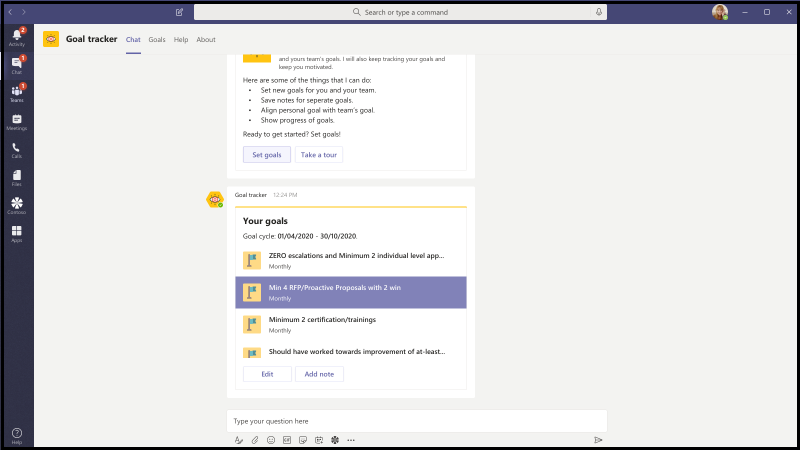 Search or type a command
2
Activity
1
Chat
1
Teams
Meetings
Calls
Files
Contoso
Apps
Help
Goal tracker
Chat
Goals
Help
About
and yours team's goals. I will also keep tracking your goals and
keep you motivated.
Here are some of the things that I can do:
• Set new goals for you and your team.
• Save notes for seperate goals.
• Align personal goal with team's goal.
• Show progress of goals.
Ready to get started? Set goals!
Set goals
Take a tour
Goal tracker 12:24 PM
Your goals
Goal cycle: 01/04/2020 - 30/10/2020.
ZERO escalations and Minimum 2 individual level app...
Monthly
Min 4 RFP/Proactive Proposals with 2 win
Monthly
Minimum 2 certification/trainings
Monthly
Should have worked towards improvement of at-least...
Edit
Add note
Type your question here